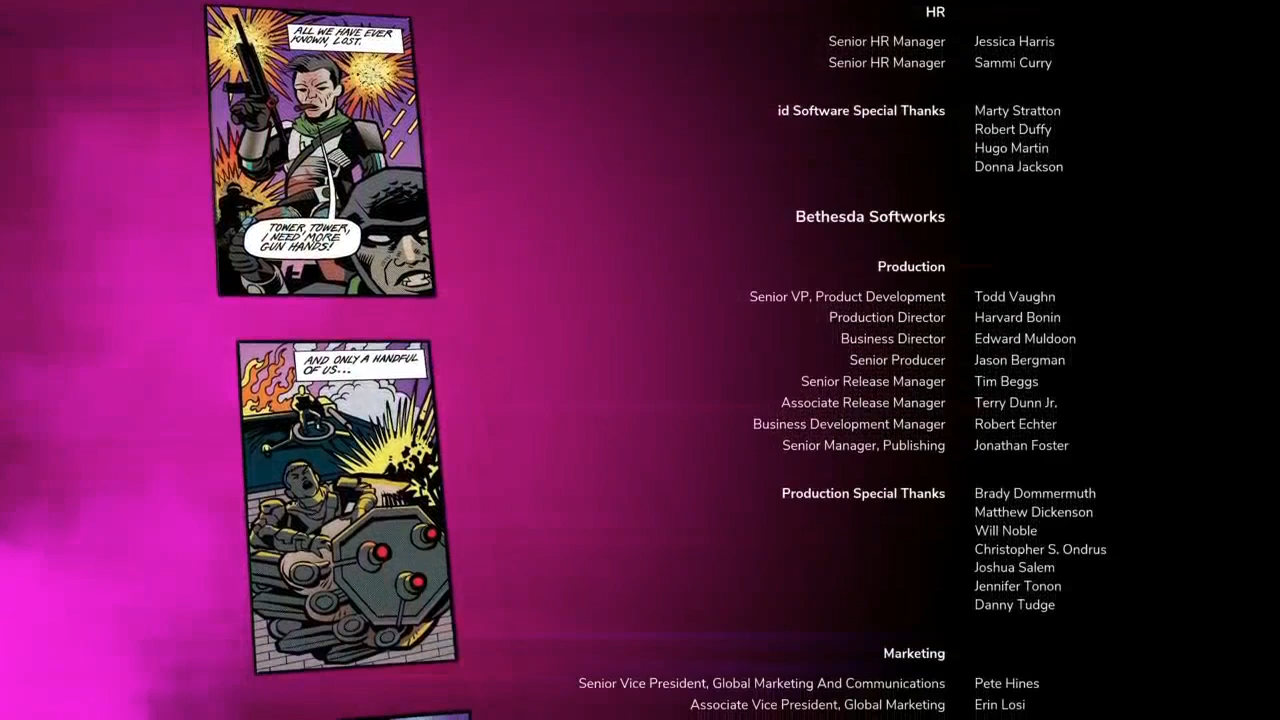 ALL WE HAVE EVER
KNOWN, LOST.
TOWER, TOWER,
I NEED MORE
GUN HANDS!
AND ONLY A HANDFUL
OF US...
HR
Senior HR Manager Jessica Harris
Senior HR Manager Sammi Curry
id Software Special Thanks Marty Stratton
Robert Duffy
Hugo Martin
Donna Jackson
Bethesda Softworks
Production
Senior VP, Product Development Todd Vaughn
Production Director Harvard Bonin
Business Director Edward Muldoon
Senior Producer Jason Bergman
Senior Release Manager Tim Beggs
Associate Release Manager Terry Dunn Jr.
Business Development Manager Robert Echter
Senior Manager, Publishing Jonathan Foster
Production Special Thanks Brady Dommermuth
Matthew Dickenson
Will Noble
Christopher S. Ondrus
Joshua Salem
Jennifer Tonon
Danny Tudge
Marketing
Senior Vice President, Global Marketing And Communications Pete Hines
Associate Vice President, Global Marketing Erin Losi